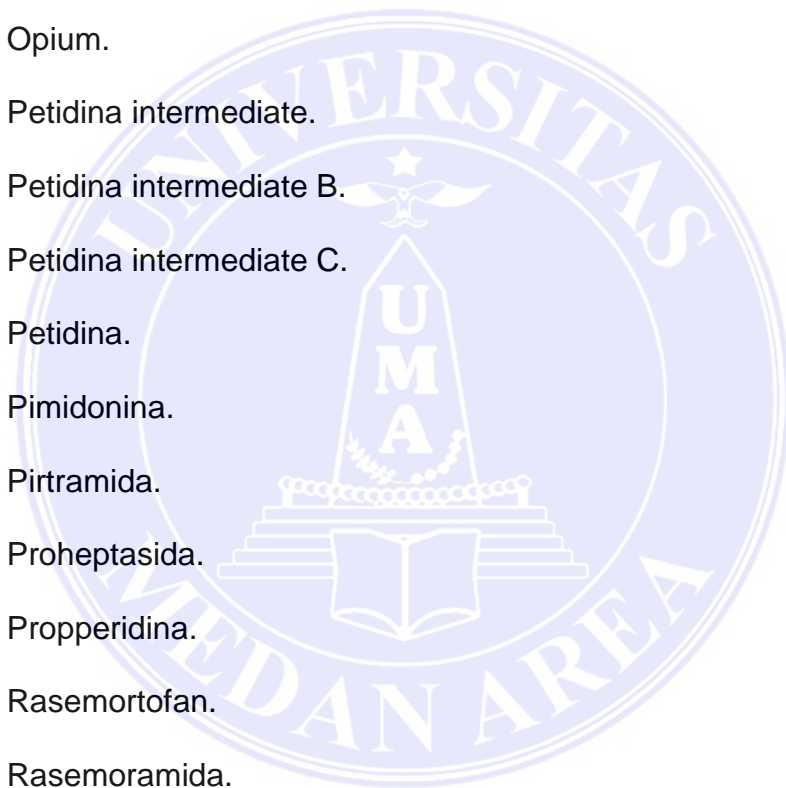 Opium.
Petidina intermediate.
Petidina intermediate B.
Petidina intermediate C.
Petidina.
Pimidonina.
Pirtramida.
Proheptasida.
Propperidina.
Rasemortofan.
Rasemoramida.
UNIVERSITAS
UMA
MEDAN AREA